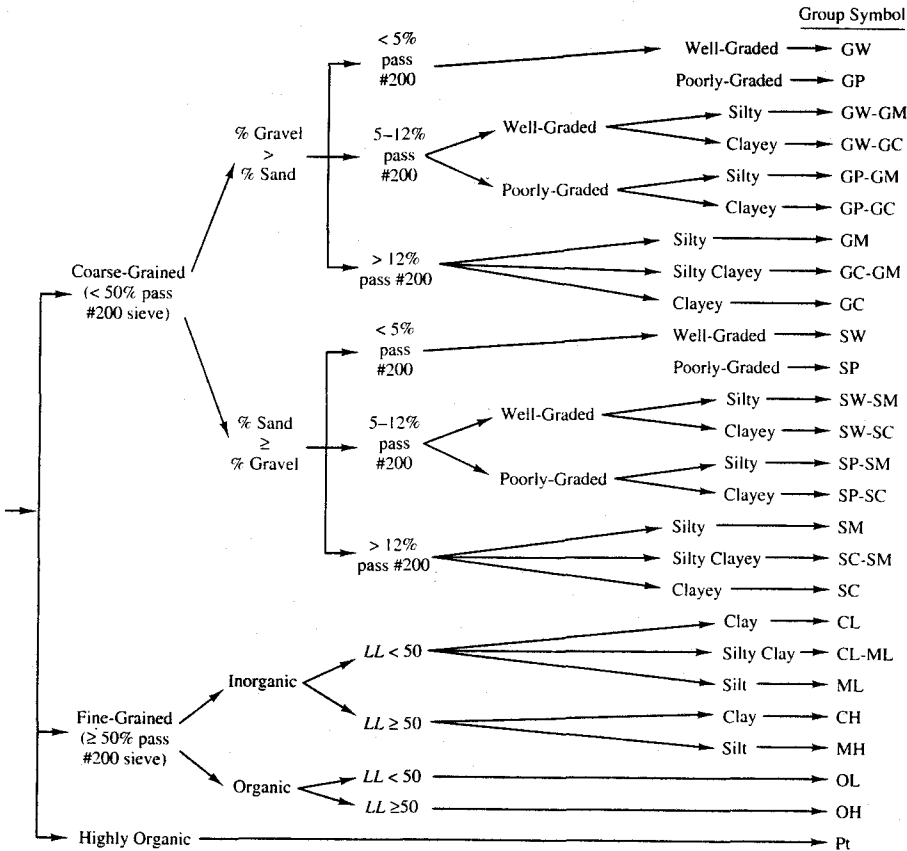 Group Symbol
< 5%
pass
#200
Well-Graded
GW
Poorly-Graded
GP
% Gravel
>
% Sand
5–12%
pass
#200
Well-Graded
Silty
GW-GM
Clayey
GW-GC
Poorly-Graded
Silty
GP-GM
Clayey
GP-GC
> 12%
pass #200
Silty
GM
Silty Clayey
GC-GM
Clayey
GC
Coarse-Grained
(< 50% pass
#200 sieve)
< 5%
pass
#200
Well-Graded
SW
Poorly-Graded
SP
% Sand
≥
% Gravel
5–12%
pass
#200
Well-Graded
Silty
SW-SM
Clayey
SW-SC
Poorly-Graded
Silty
SP-SM
Clayey
SP-SC
> 12%
pass #200
Silty
SM
Silty Clayey
SC-SM
Clayey
SC
Fine-Grained
(≥ 50% pass
#200 sieve)
Inorganic
LL < 50
Clay
CL
Silty Clay
CL-ML
Silt
ML
LL ≥ 50
Clay
CH
Silt
MH
Organic
LL < 50
OL
LL ≥50
OH
Highly Organic
Pt